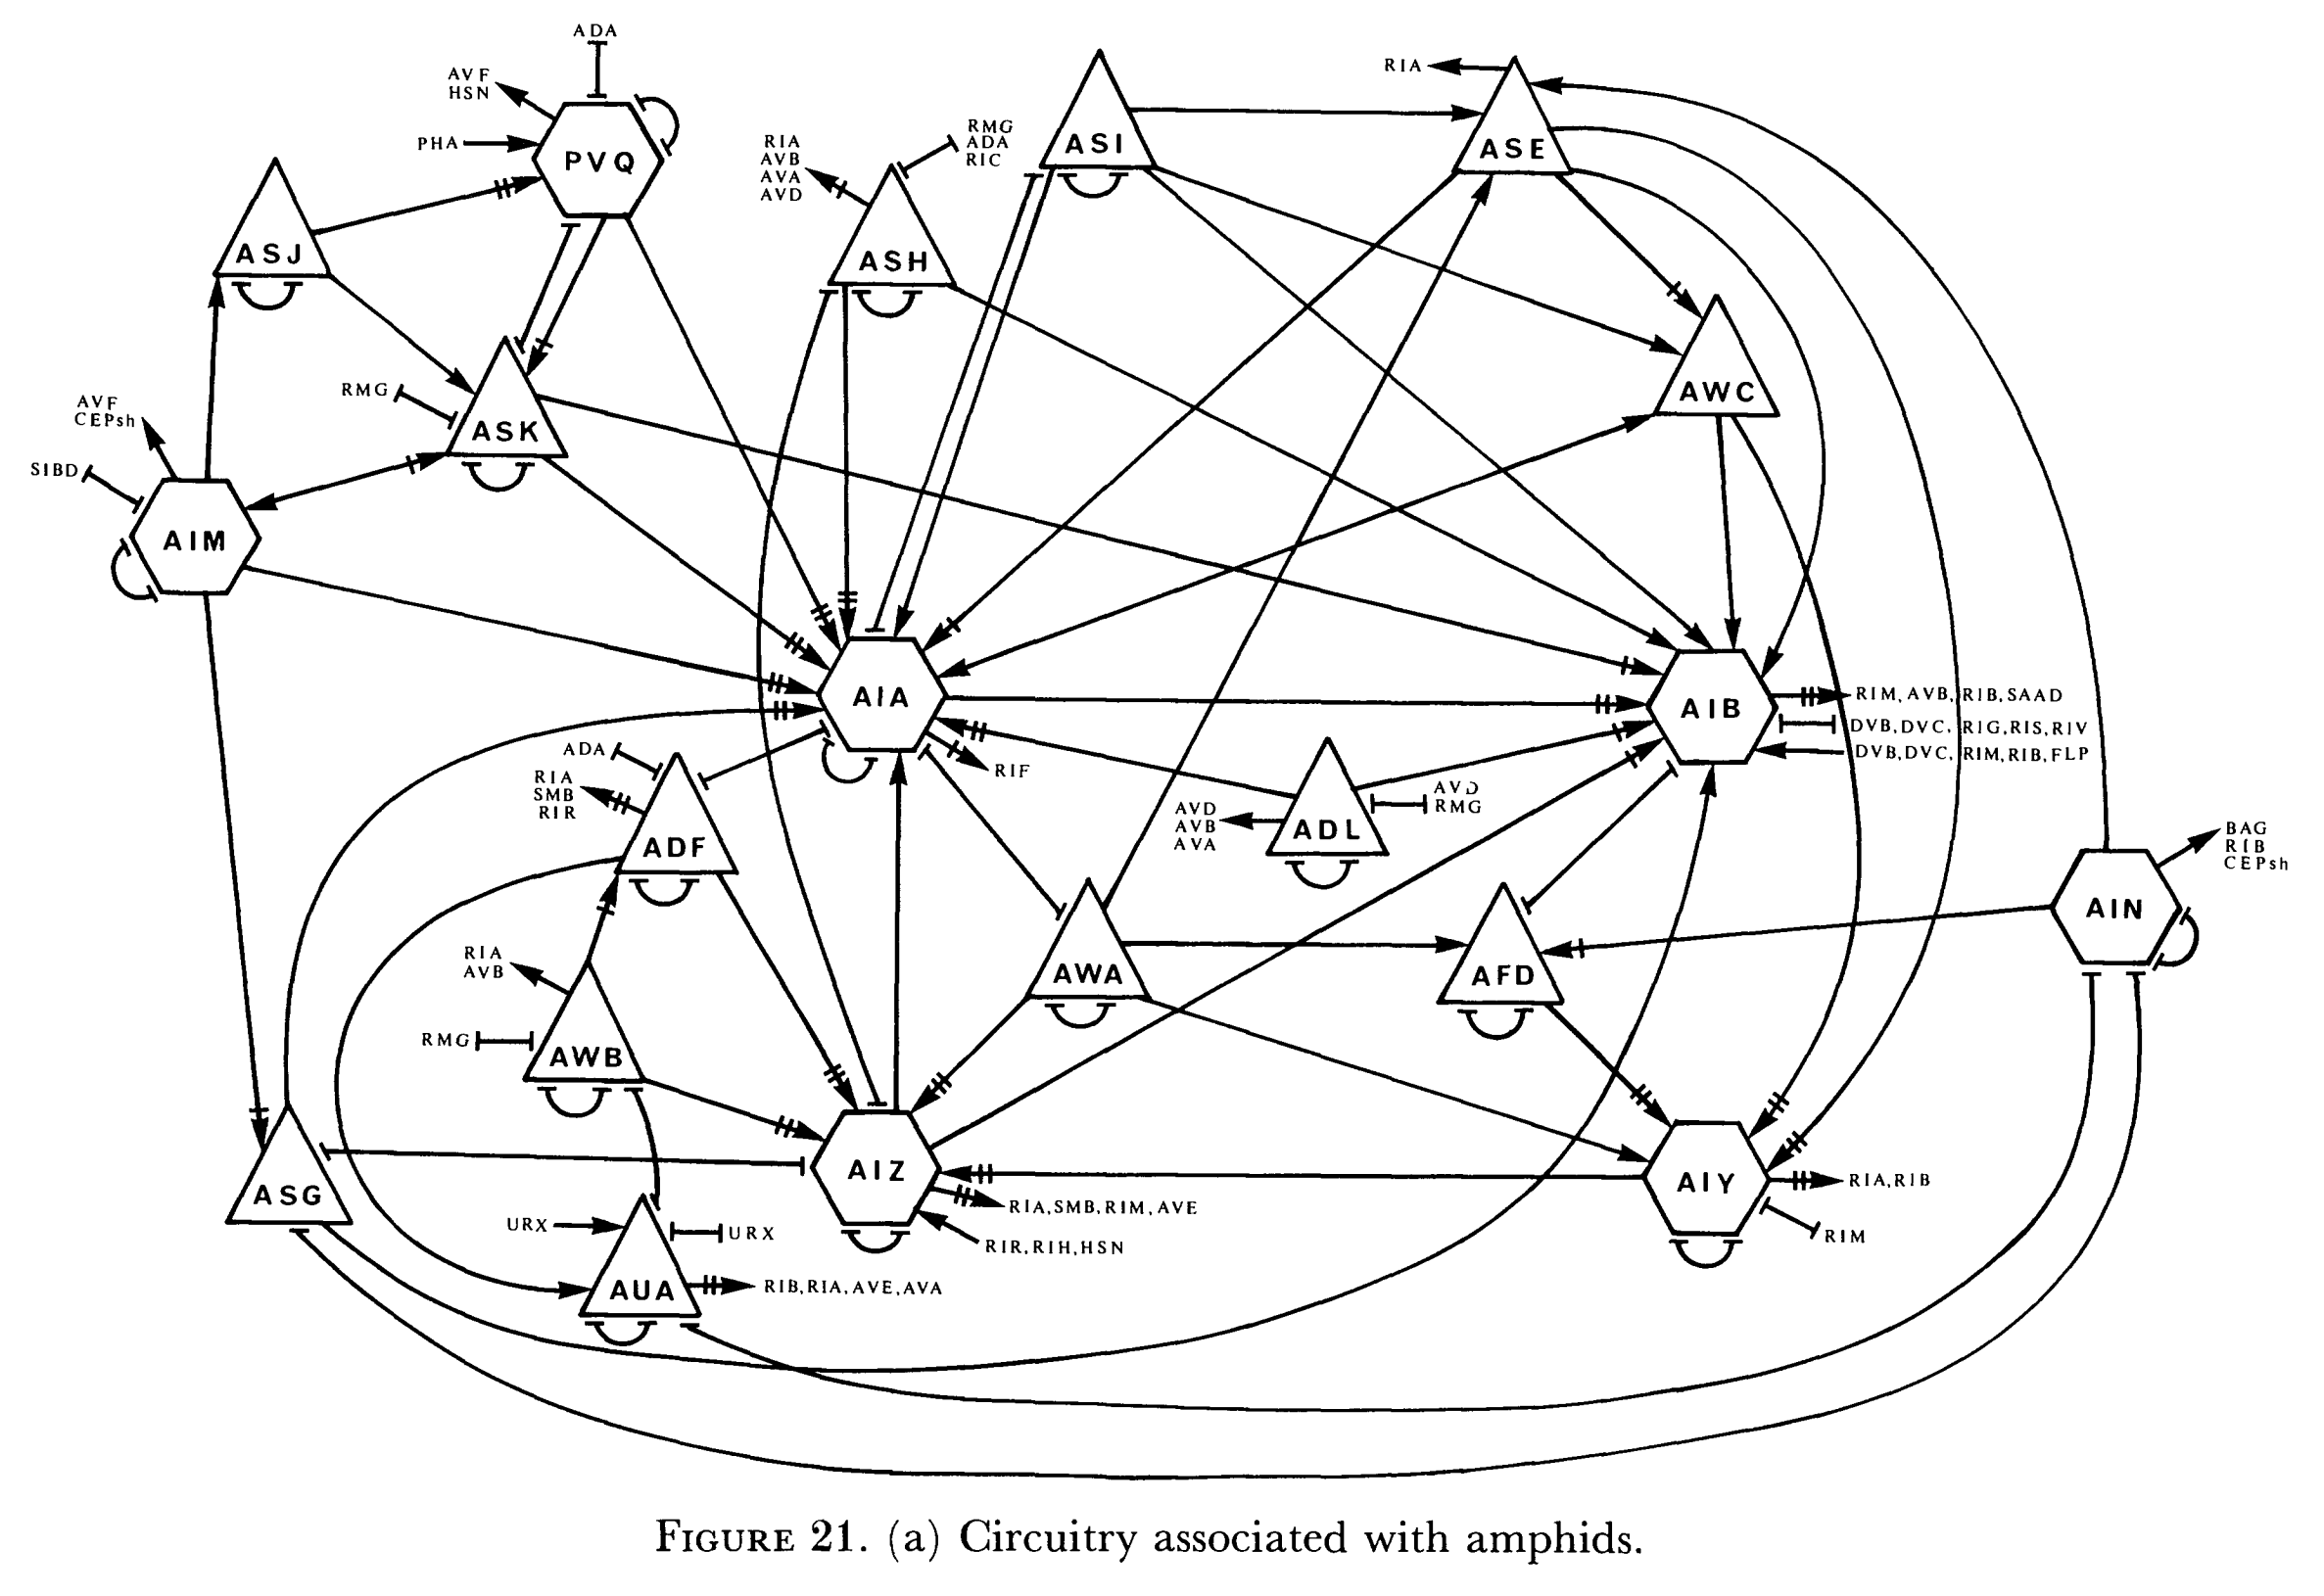 ADA
AVF
HSN
PHA
PVQ
RIA
AVB
AVA
AVD
RMG
ADA
RIC
ASI
RIA
ASE
ASJ
ASH
RMG
ASK
AWC
AVF
CEPsh
SIBD
AIM
AIA
AIB
RIM, AVB, RIB, SAAD
DVB, DVC, RIG, RIS, RIV
DVB, DVC, RIM, RIB, FLP
ADA
RIA
SMB
RIR
RIF
ADF
AVD
AVB
AVA
ADL
AVD
RMG
BAG
RIB
CEPsh
AIN
RIA
AVB
RMG
AWB
AWA
AFD
ASG
AIZ
AIY
RIA, RIB
RIA, SMB, RIM, AVE
RIR, RIH, HSN
RIM
URX
URX
AUA
RIB, RIA, AVE, AVA
FIGURE 21. (a) Circuitry associated with amphids.